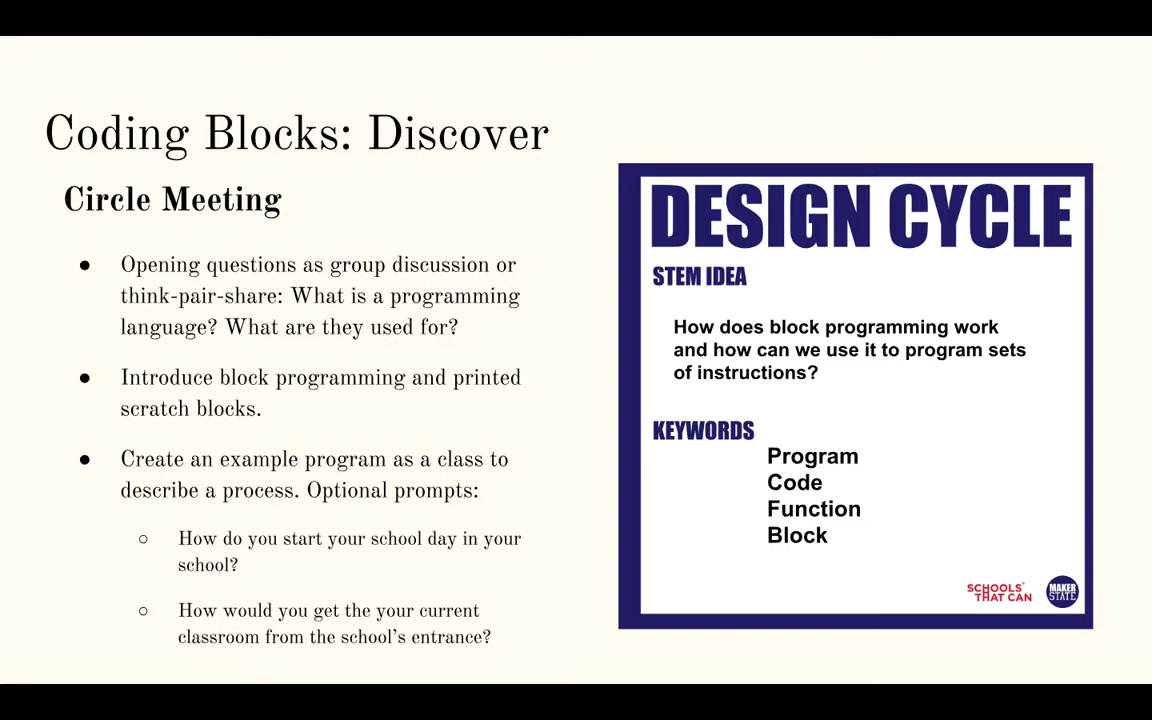 Coding Blocks: Discover
Circle Meeting
● Opening questions as group discussion or
think-pair-share: What is a programming
language? What are they used for?
● Introduce block programming and printed
scratch blocks.
● Create an example program as a class to
describe a process. Optional prompts:
○ How do you start your school day in your
school?
○ How would you get the your current
classroom from the school's entrance?
DESIGN CYCLE
STEM IDEA
How does block programming work
and how can we use it to program sets
of instructions?
KEYWORDS
Program
Code
Function
Block
SCHOOLS
THAT CAN
MAKER
STATE